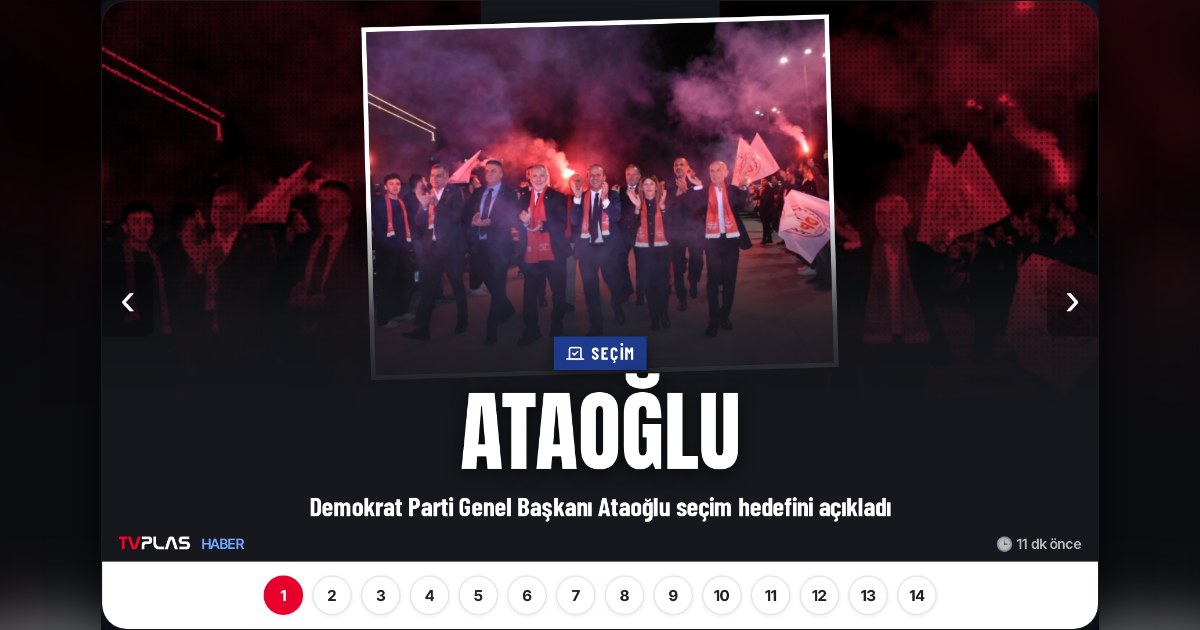 SEÇİM
ATAOĞLU
Demokrat Parti Genel Başkanı Ataoğlu seçim hedefini açıkladı
TVPLAS HABER
11 dk önce
1 2 3 4 5 6 7 8 9 10 11 12 13 14